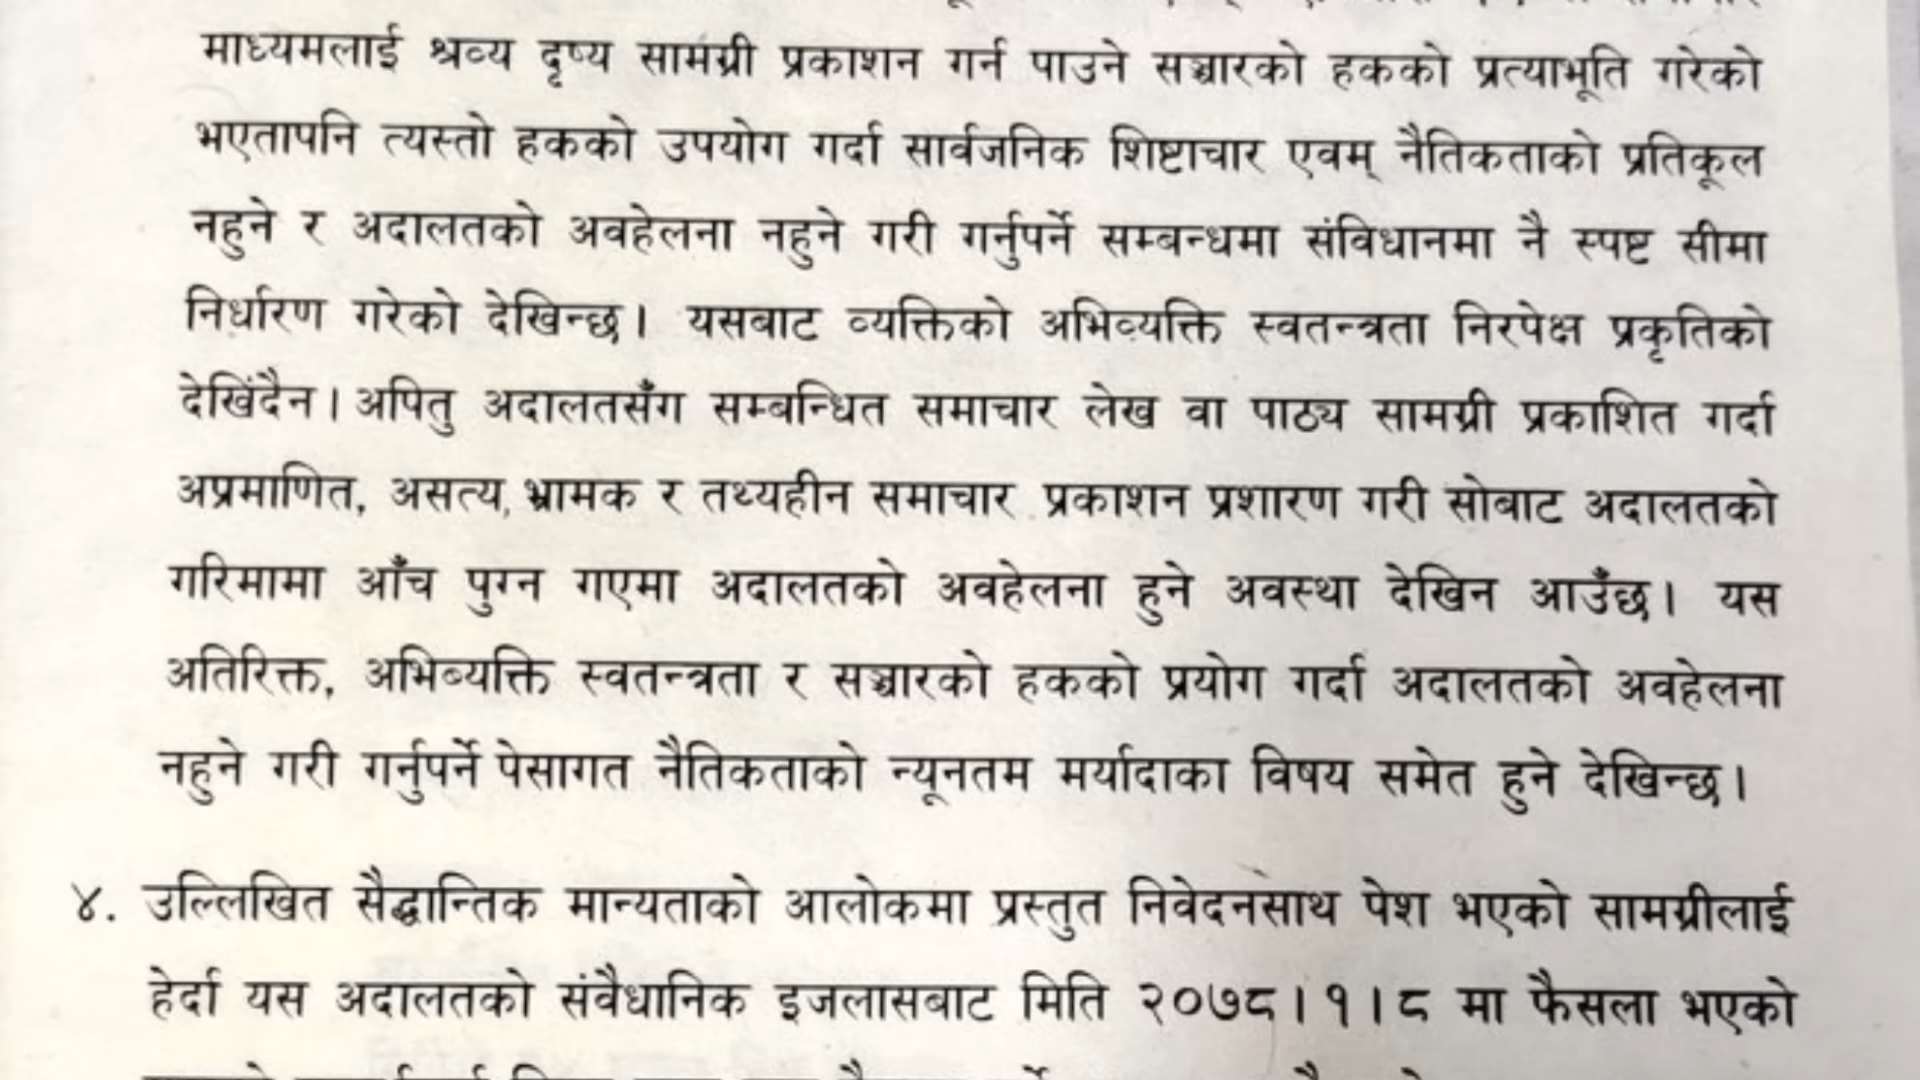 माध्यमलाई श्रव्य दृष्य सामग्री प्रकाशन गर्न पाउने सञ्चारको हकको प्रत्याभूति गरेको
भएतापनि त्यस्तो हकको उपयोग गर्दा सार्वजनिक शिष्टाचार एवम् नैतिकताको प्रतिकूल
नहुने र अदालतको अवहेलना नहुने गरी गर्नुपर्ने सम्बन्धमा संविधानमा नै स्पष्ट सीमा
निर्धारण गरेको देखिन्छ। यसबाट व्यक्तिको अभिव्यक्ति स्वतन्त्रता निरपेक्ष प्रकृतिको
देखिंदैन। अपितु अदालतसँग सम्बन्धित समाचार लेख वा पाठ्य सामग्री प्रकाशित गर्दा
अप्रमाणित, असत्य, भ्रामक र तथ्यहीन समाचार प्रकाशन प्रशारण गरी सोबाट अदालतको
गरिमामा आँच पुग्न गएमा अदालतको अवहेलना हुने अवस्था देखिन आउँछ। यस
अतिरिक्त, अभिब्यक्ति स्वतन्त्रता र सञ्चारको हकको प्रयोग गर्दा अदालतको अवहेलना
नहुने गरी गर्नुपर्ने पेसागत नैतिकताको न्यूनतम मर्यादाका विषय समेत हुने देखिन्छ।
४. उल्लिखित सैद्धान्तिक मान्यताको आलोकमा प्रस्तुत निवेदनसाथ पेश भएको सामग्रीलाई
हेर्दा यस अदालतको संवैधानिक इजलासबाट मिति २०७८।१।८ मा फैसला भएको